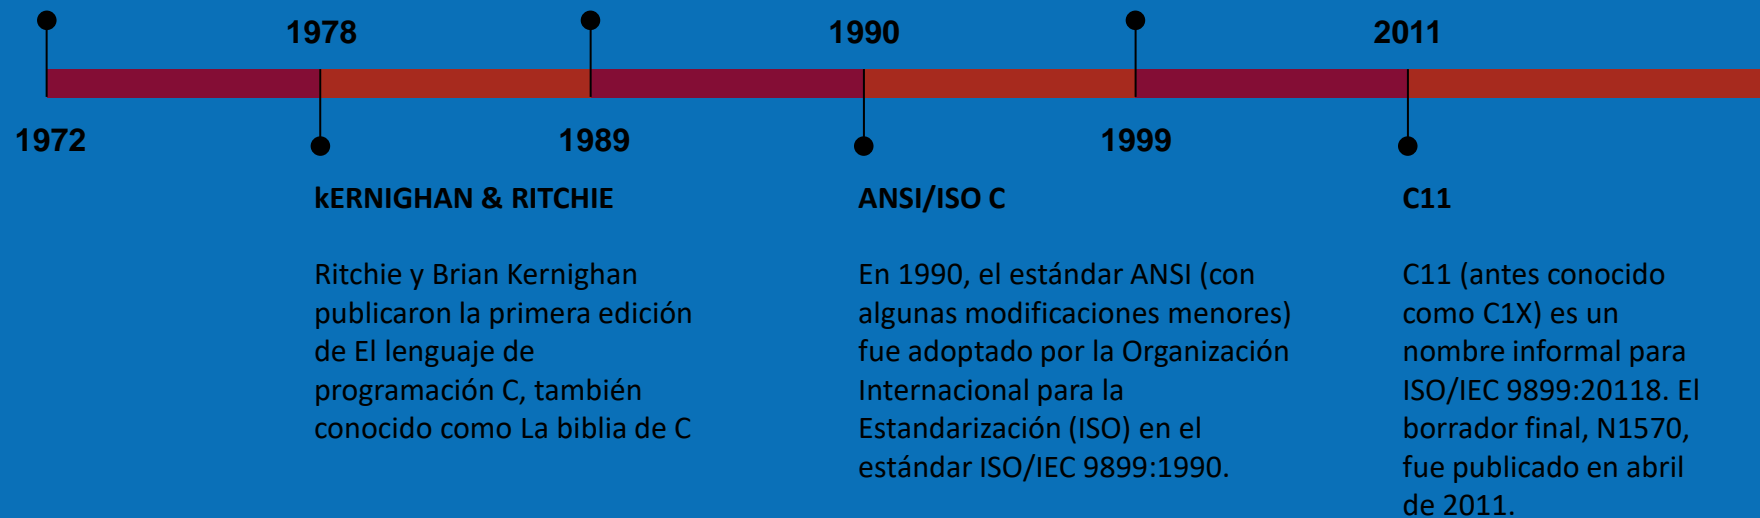 1978
1990
2011
1972
1989
1999
kERNIGHAN & RITCHIE
Ritchie y Brian Kernighan
publicaron la primera edición
de El lenguaje de
programación C, también
conocido como La biblia de C
ANSI/ISO C
En 1990, el estándar ANSI (con
algunas modificaciones menores)
fue adoptado por la Organización
Internacional para la
Estandarización (ISO) en el
estándar ISO/IEC 9899:1990.
C11
C11 (antes conocido
como C1X) es un
nombre informal para
ISO/IEC 9899:20118. El
borrador final, N1570,
fue publicado en abril
de 2011.